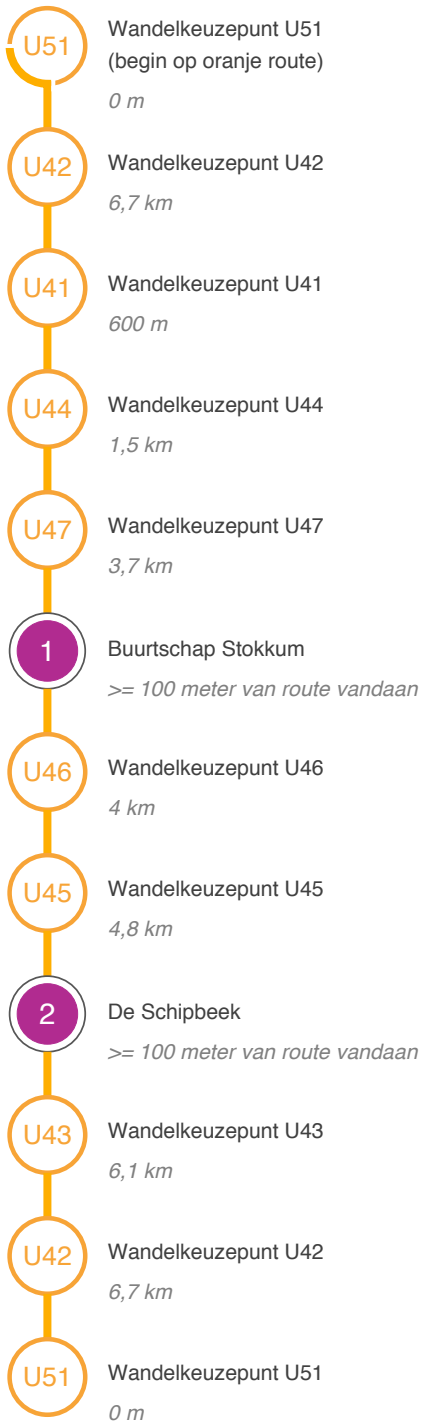 U51
Wandelkeuzepunt U51
(begin op oranje route)
0 m
U42
Wandelkeuzepunt U42
6,7 km
U41
Wandelkeuzepunt U41
600 m
U44
Wandelkeuzepunt U44
1,5 km
U47
Wandelkeuzepunt U47
3,7 km
1
Buurtschap Stokkum
>= 100 meter van route vandaan
U46
Wandelkeuzepunt U46
4 km
U45
Wandelkeuzepunt U45
4,8 km
2
De Schipbeek
>= 100 meter van route vandaan
U43
Wandelkeuzepunt U43
6,1 km
U42
Wandelkeuzepunt U42
6,7 km
U51
Wandelkeuzepunt U51
0 m